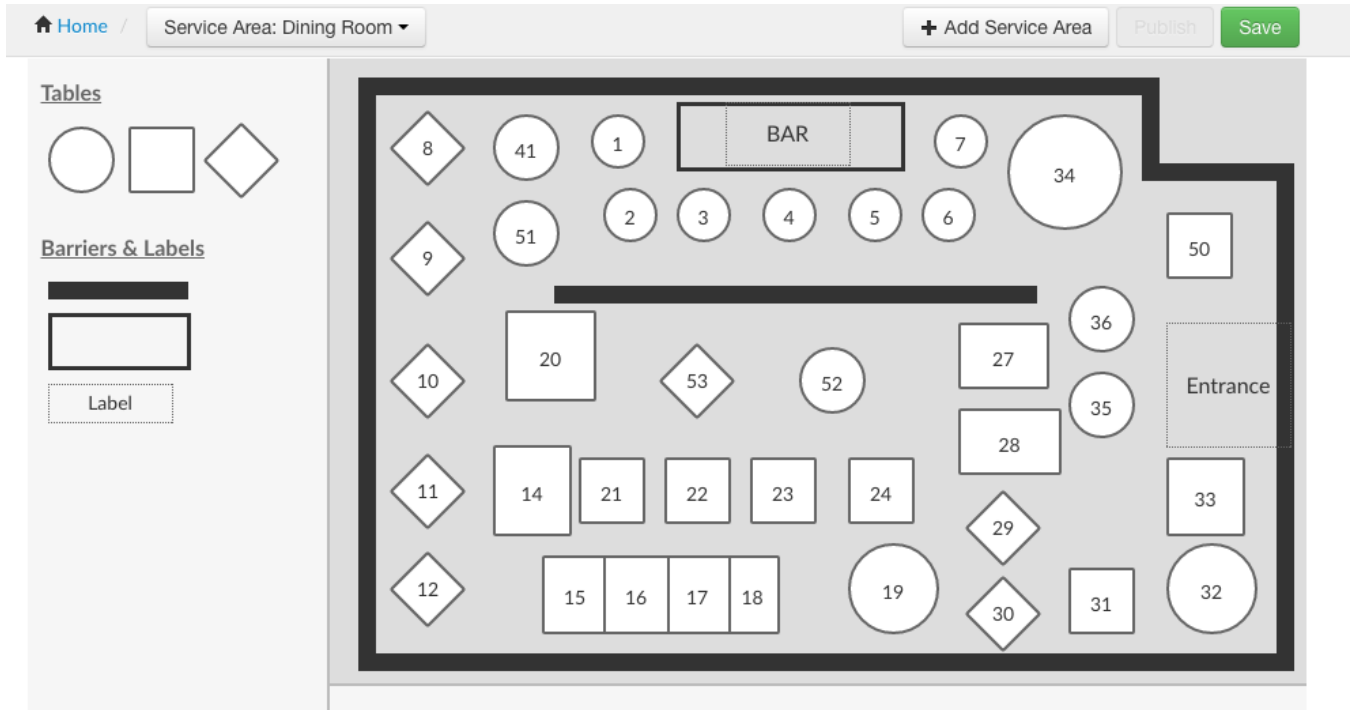 Home / Service Area: Dining Room + Add Service Area Publish Save
Tables
Barriers & Labels
Label
8 41 1 BAR 7 34
2 3 4 5 6
51 50
9
36
20 53 52 27 Entrance
10 35
28
11 14 21 22 23 24 33
29
12 15 16 17 18 19 30 31 32